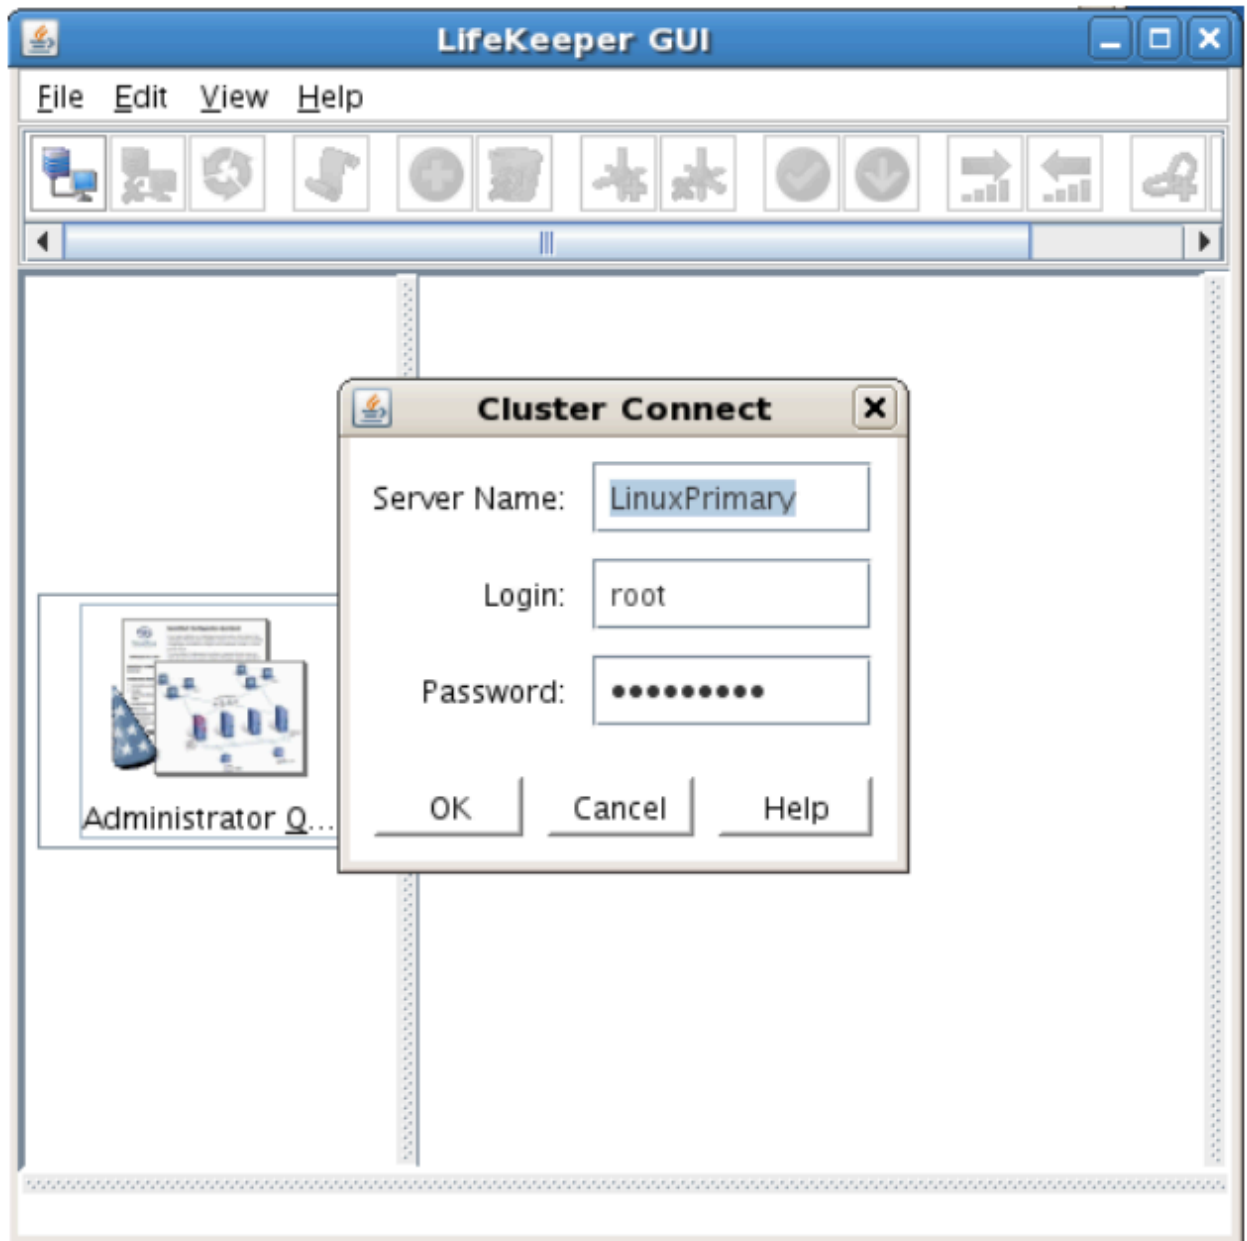 LifeKeeper GUI
File Edit View Help
Cluster Connect
Server Name: LinuxPrimary
Login: root
Password: •••••••••
OK Cancel Help
Administrator Q...